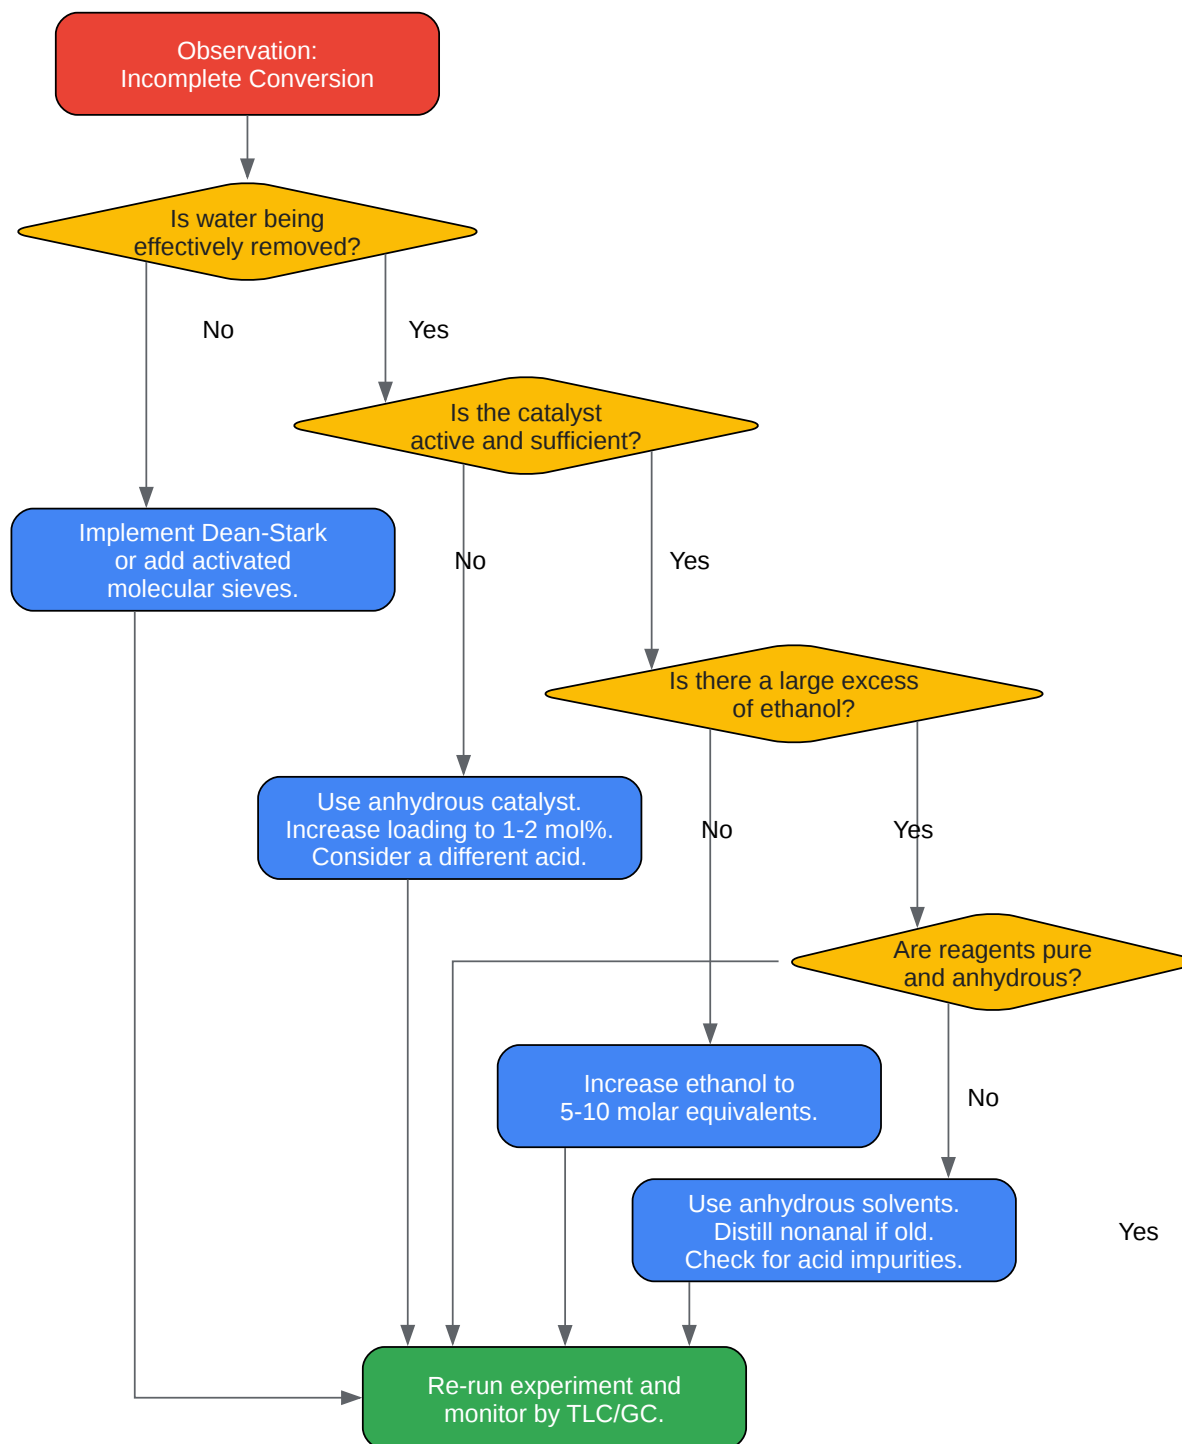 Observation:
Incomplete Conversion
Is water being
effectively removed?
No
Yes
Is the catalyst
active and sufficient?
Implement Dean-Stark
or add activated
molecular sieves.
No
Yes
Is there a large excess
of ethanol?
Use anhydrous catalyst.
Increase loading to 1-2 mol%.
Consider a different acid.
No
Yes
Are reagents pure
and anhydrous?
Increase ethanol to
5-10 molar equivalents.
No
Use anhydrous solvents.
Distill nonanal if old.
Check for acid impurities.
Yes
Re-run experiment and
monitor by TLC/GC.